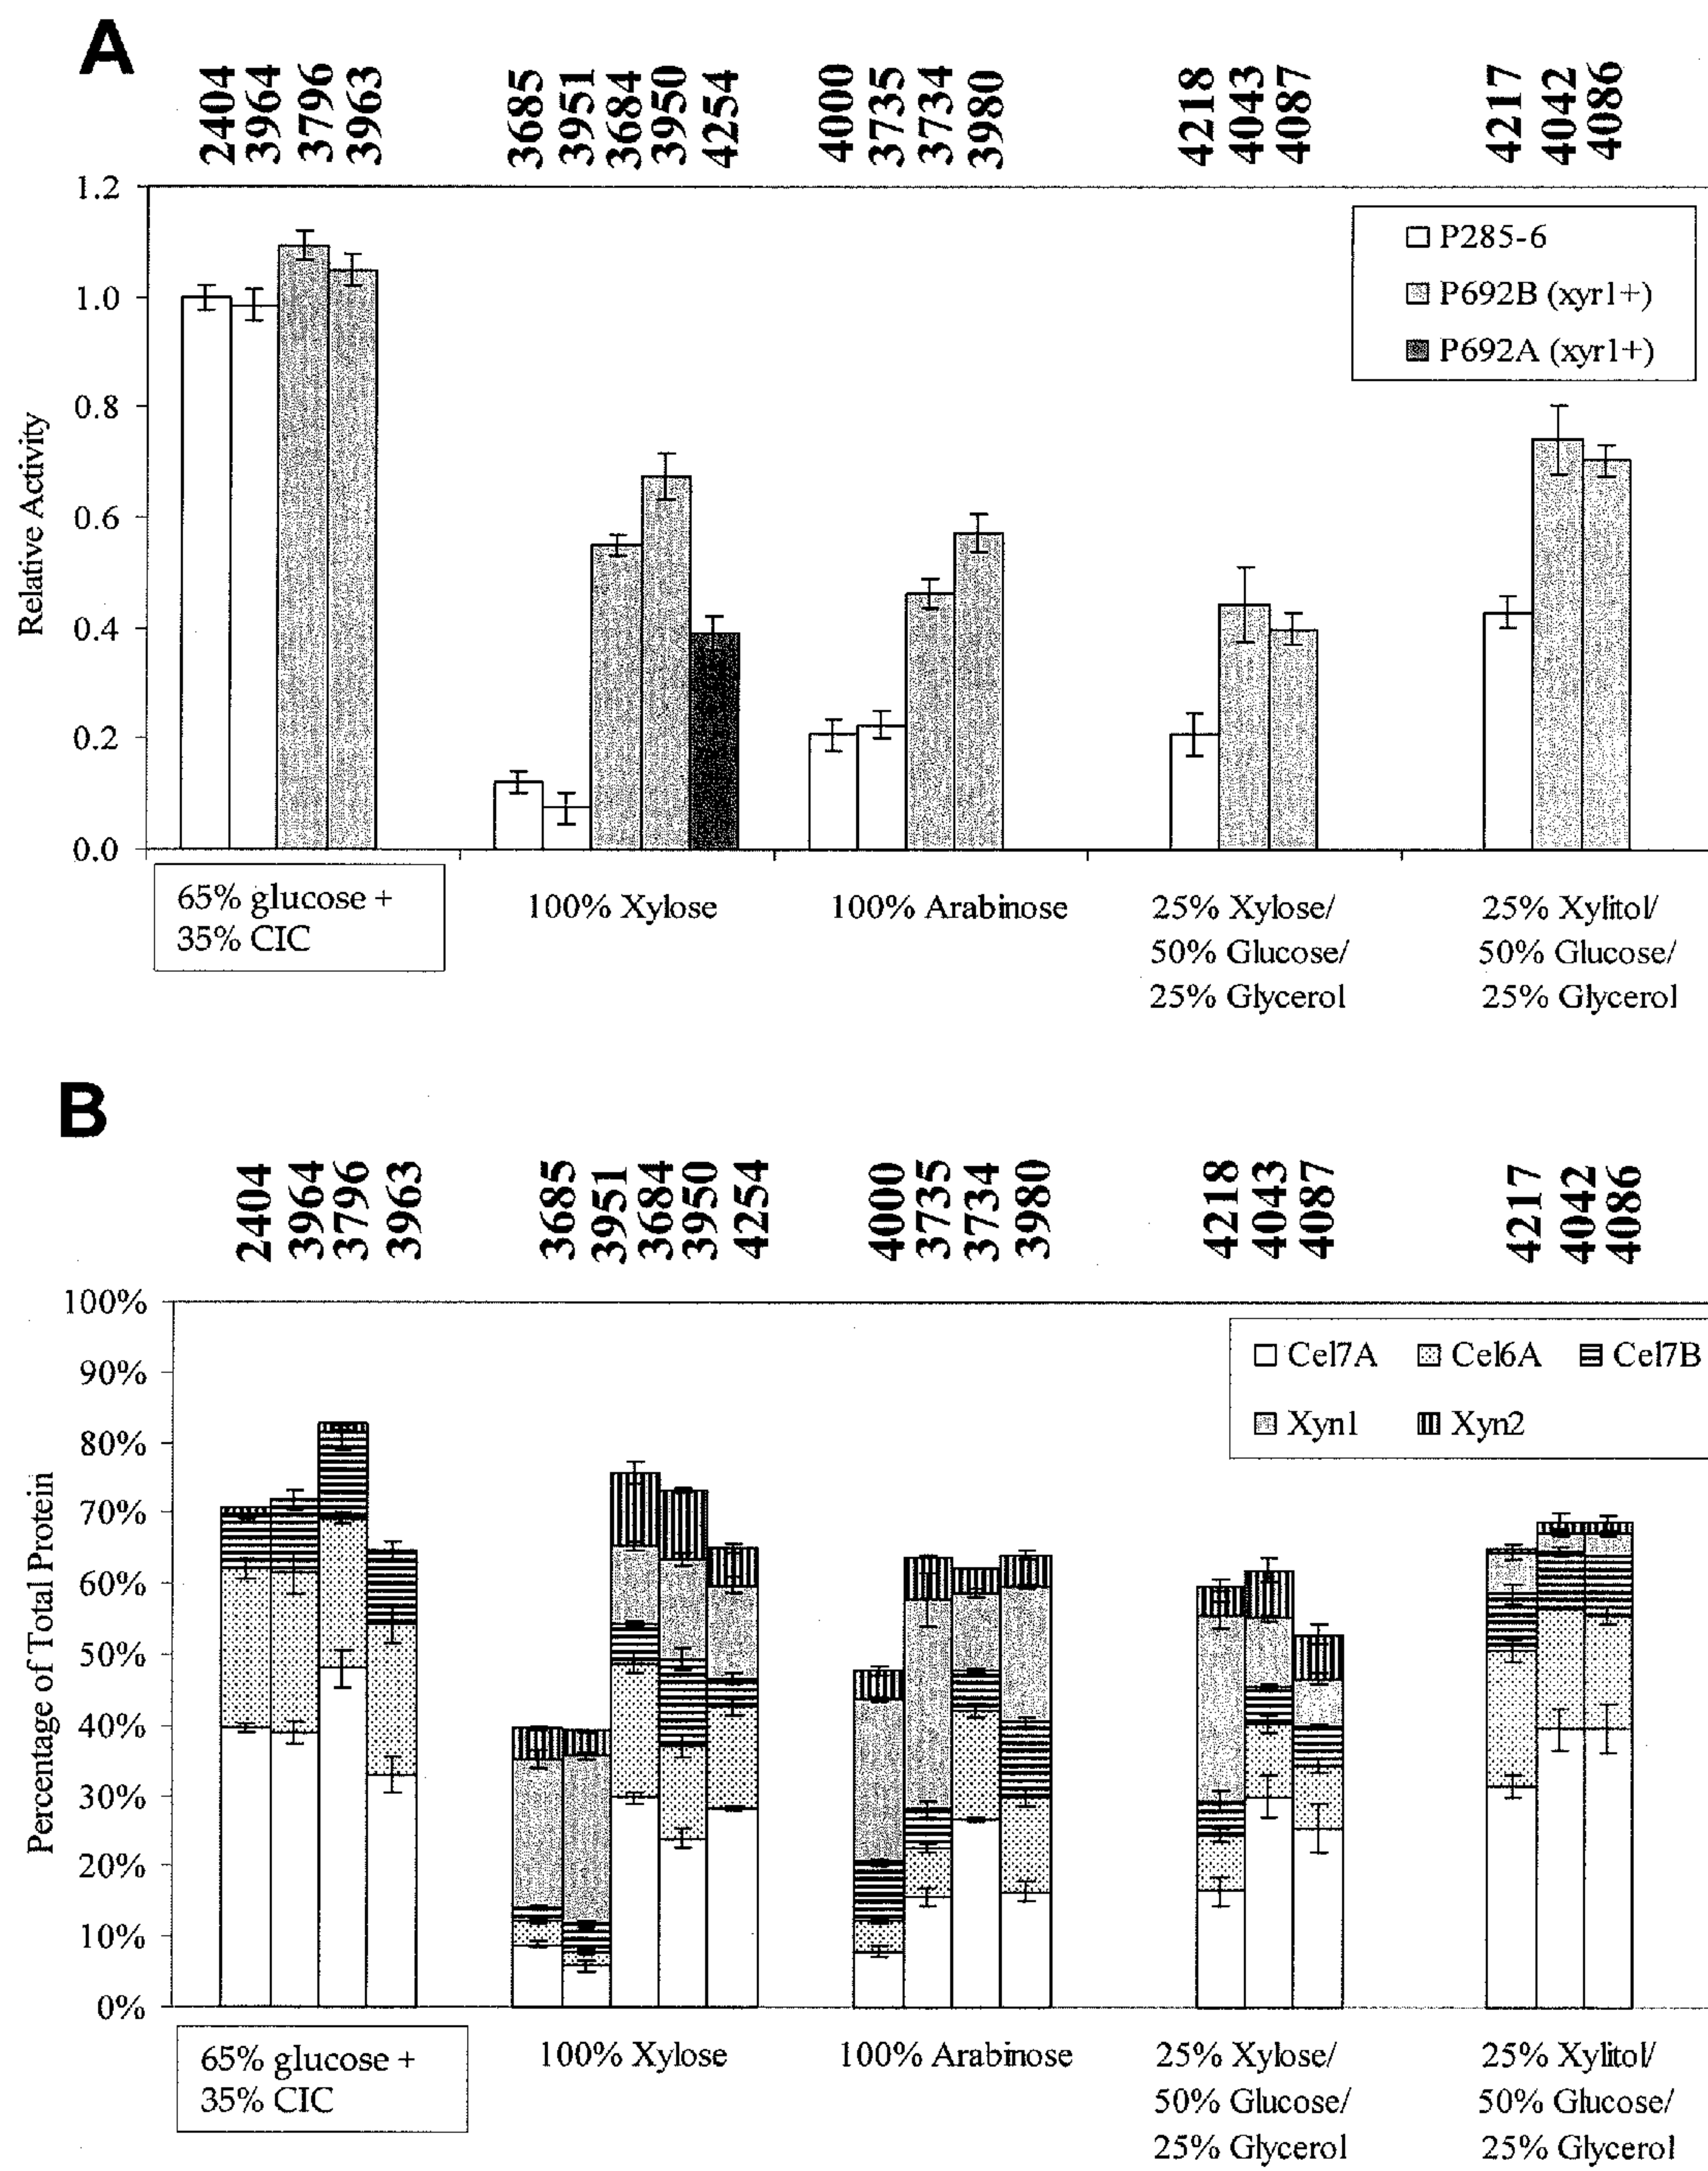 A
2404 3964 3796 3963 3685 3951 3684 3950 4254 4000 3735 3734 3980 4218 4043 4087 4217 4042 4086
1.2
1.0
0.8
0.6
0.4
0.2
0.0
Relative Activity
P285-6
P692B (xyr1+)
P692A (xyr1+)
65% glucose +
35% CIC
100% Xylose
100% Arabinose
25% Xylose/
50% Glucose/
25% Glycerol
25% Xylitol/
50% Glucose/
25% Glycerol
B
2404 3964 3796 3963 3685 3951 3684 3950 4254 4000 3735 3734 3980 4218 4043 4087 4217 4042 4086
100%
90%
80%
70%
60%
50%
40%
30%
20%
10%
0%
Percentage of Total Protein
Cel7A Cel6A Cel7B
Xyn1 Xyn2
65% glucose +
35% CIC
100% Xylose
100% Arabinose
25% Xylose/
50% Glucose/
25% Glycerol
25% Xylitol/
50% Glucose/
25% Glycerol